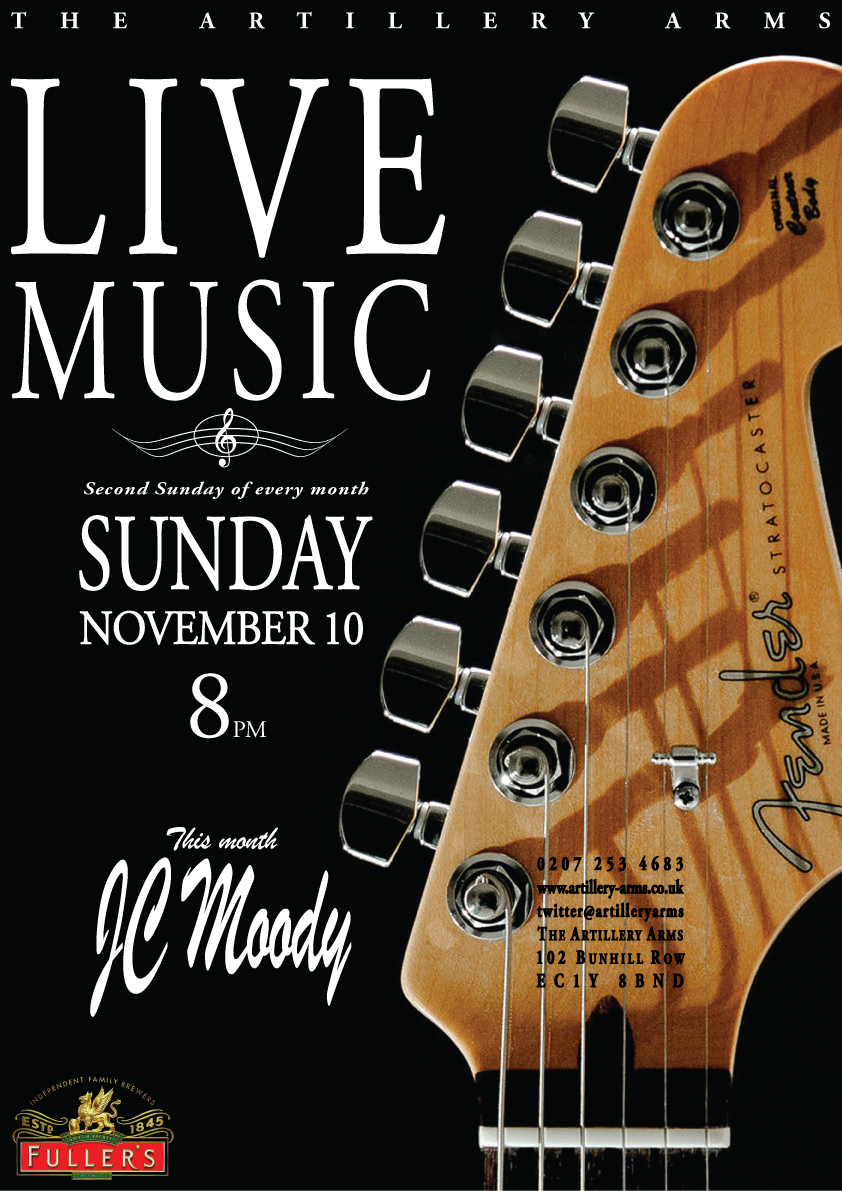 THE ARTILLERY ARMS
LIVE
MUSIC
Second Sunday of every month
SUNDAY
NOVEMBER 10
8PM
This month
JC Moody
ORIGINAL
Contour
Body
STRATOCASTER
Fender®
MADE IN U.S.A
0207 253 4683
www.artillery-arms.co.uk
twitter@artilleryarms
THE ARTILLERY ARMS
102 BUNHILL ROW
EC1Y 8BND
INDEPENDENT FAMILY BREWERS
ESTD 1845
FULLER'S